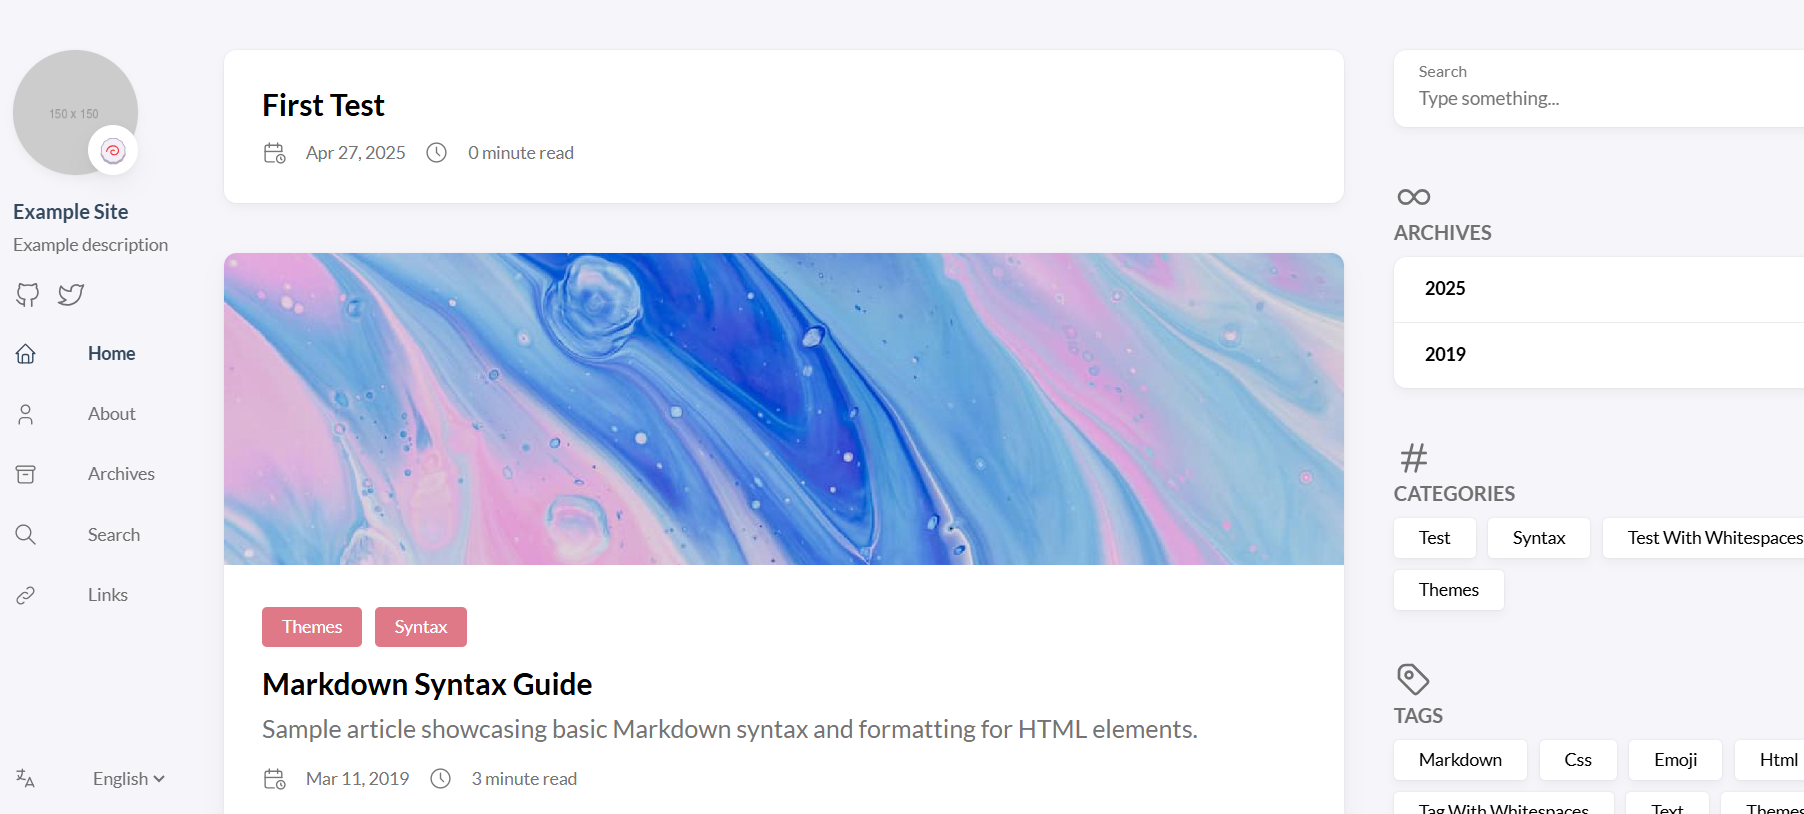 150 x 150
Example Site
Example description
Home
About
Archives
Search
Links
English
First Test
Apr 27, 2025 0 minute read
Themes Syntax
Markdown Syntax Guide
Sample article showcasing basic Markdown syntax and formatting for HTML elements.
Mar 11, 2019 3 minute read
Search
Type something...
ARCHIVES
2025
2019
CATEGORIES
Test Syntax Test With Whitespaces
Themes
TAGS
Markdown Css Emoji Html
Tag With Whitespaces Text Themes